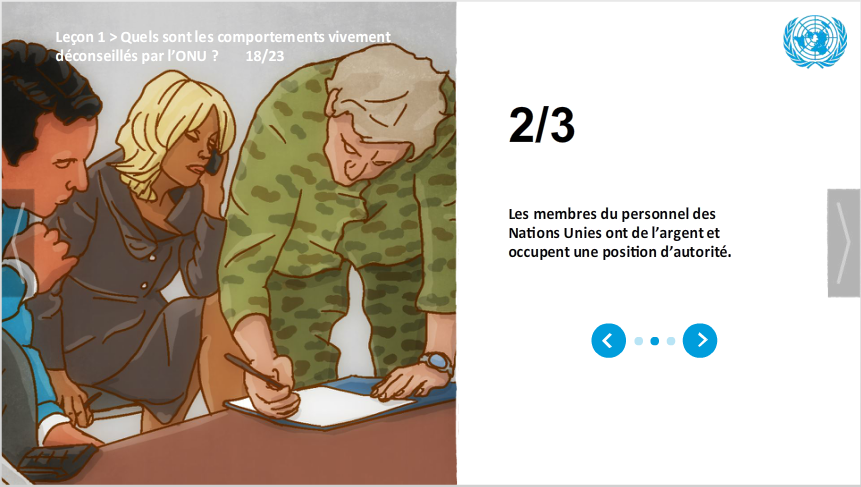 Leçon 1 > Quels sont les comportements vivement
déconseillés par l'ONU ? 18/23
2/3
Les membres du personnel des
Nations Unies ont de l'argent et
occupent une position d'autorité.